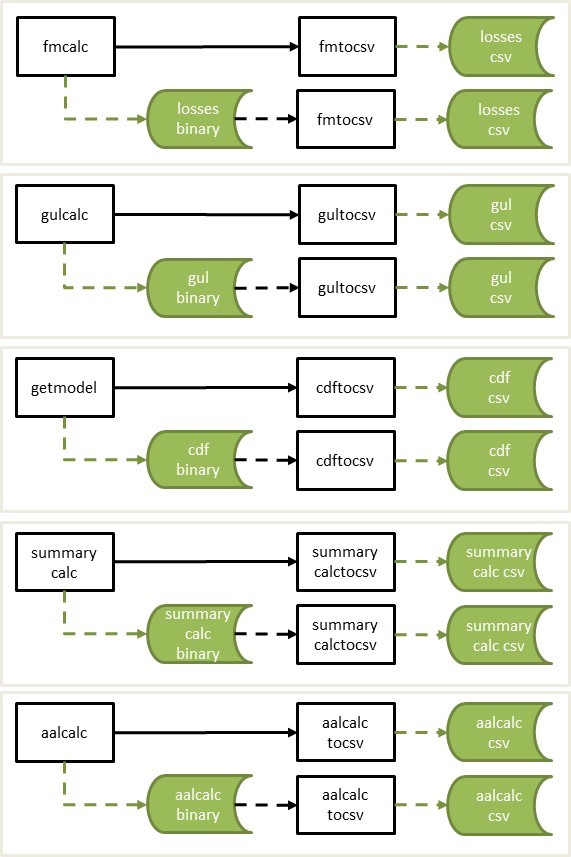 fmcalc
fmtocsv
losses
csv
losses
binary
fmtocsv
losses
csv
gulcalc
gultocsv
gul
csv
gul
binary
gultocsv
gul
csv
getmodel
cdftocsv
cdf
csv
cdf
binary
cdftocsv
cdf
csv
summary
calc
summary
calctocsv
summary
calc csv
summary
calc
binary
summary
calctocsv
summary
calc csv
aalcalc
aalcalc
tocsv
aalcalc
csv
aalcalc
binary
aalcalc
tocsv
aalcalc
csv